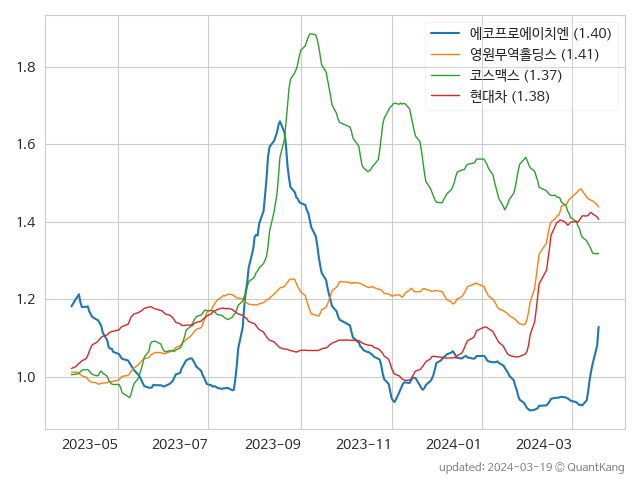 에코프로에이치엔 (1.40)
영원무역홀딩스 (1.41)
코스맥스 (1.37)
현대차 (1.38)
1.8
1.6
1.4
1.2
1.0
2023-05 2023-07 2023-09 2023-11 2024-01 2024-03
updated: 2024-03-19 © QuantKang